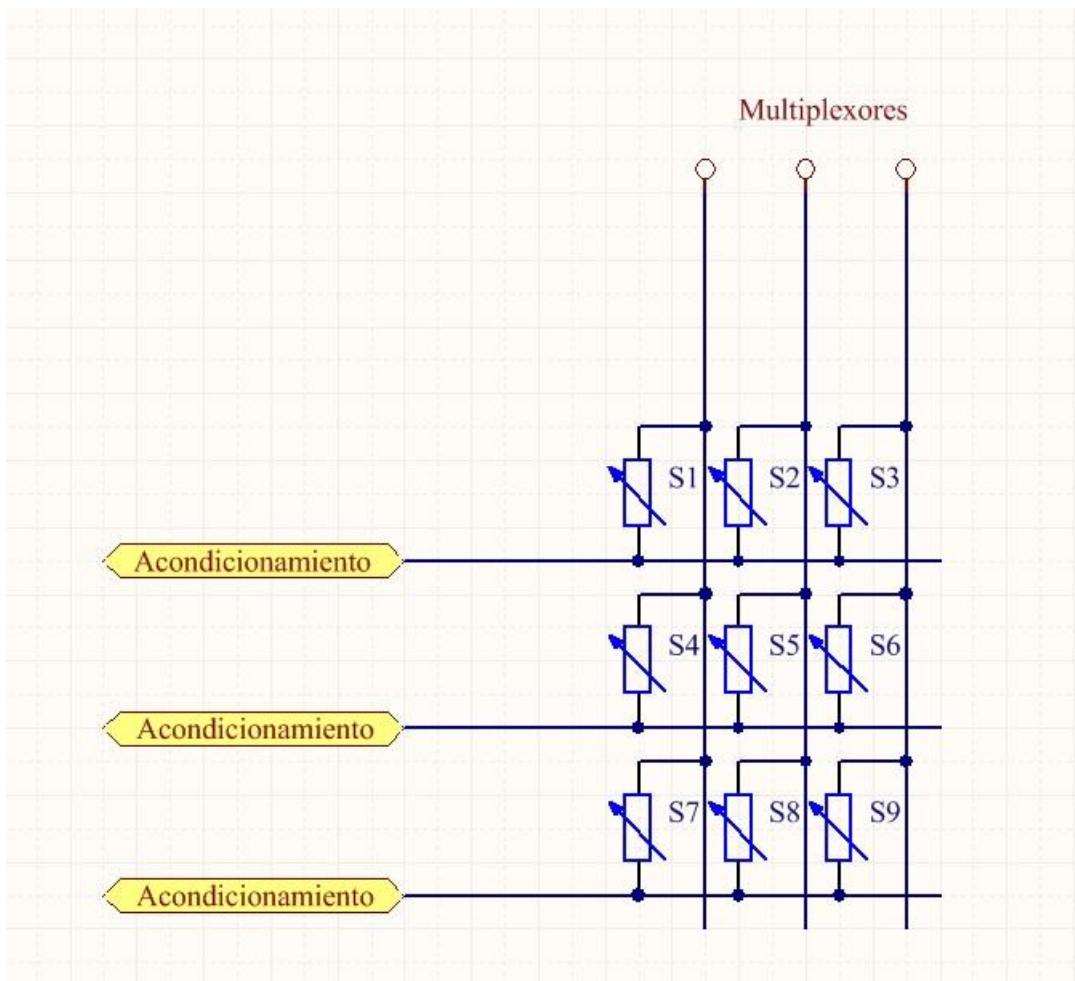 Multiplexores
S1 S2 S3
Acondicionamiento
S4 S5 S6
Acondicionamiento
S7 S8 S9
Acondicionamiento